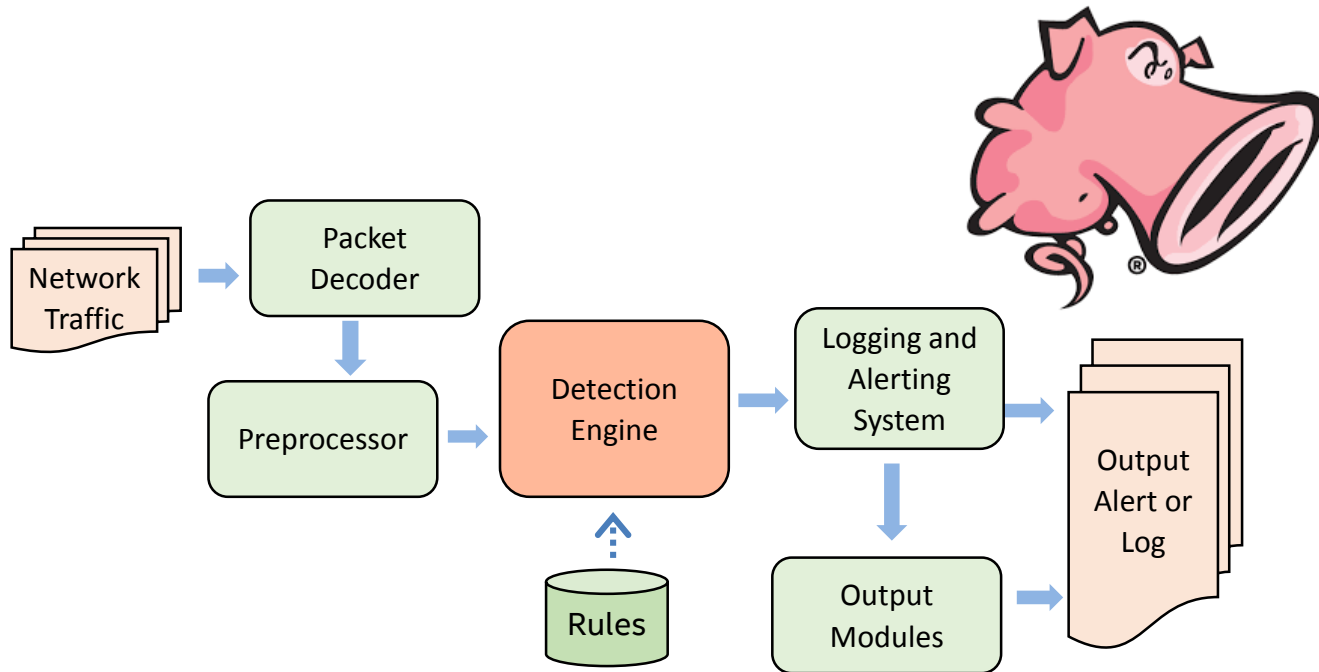 Network
Traffic
Packet
Decoder
Preprocessor
Detection
Engine
Rules
Logging and
Alerting
System
Output
Modules
Output
Alert or
Log
®